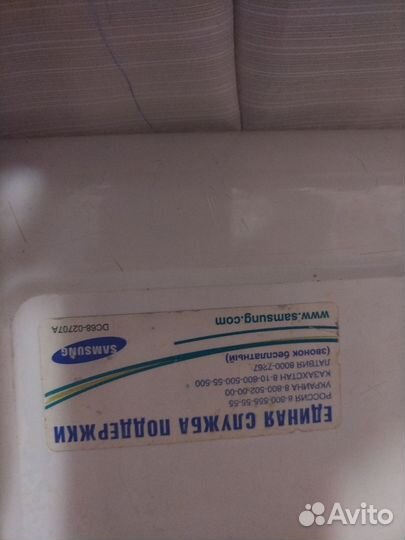 ЕДИНАЯ СЛУЖБА ПОДДЕРЖКИ
РОССИЯ 8-800-555-55-55
УКРАИНА 8-800-502-00-00
КАЗАХСТАН 8-10-800-500-55-500
ЛАТВИЯ 8000-7267
(звонок бесплатный)
www.samsung.com
SAMSUNG
DC68-02707A
Avito